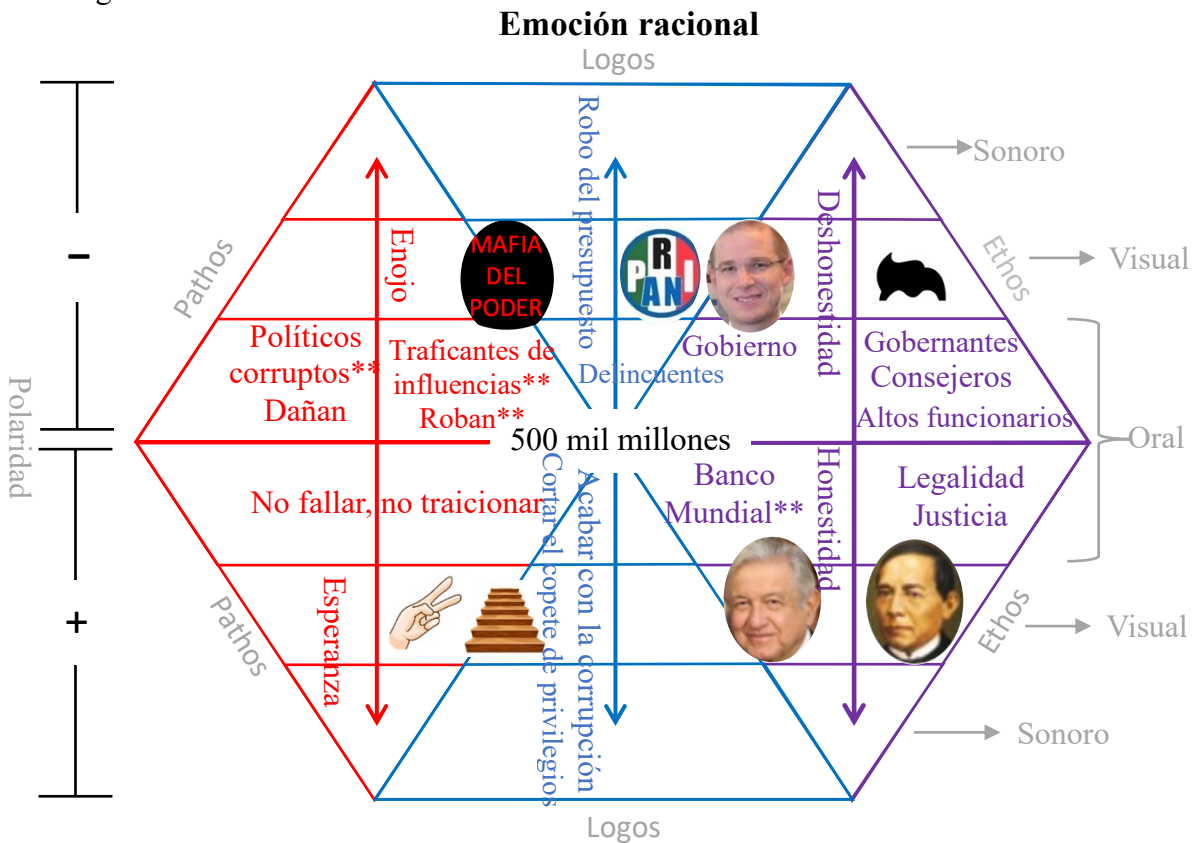 Emoción racional
Logos
Sonoro
Robo del presupuesto
Deshonestidad
Enojo
MAFIA
DEL
PODER
R
P I
AN
Pathos
-
Ethos
Visual
Políticos
corruptos**
Dañan
Traficantes de
influencias**
Roban**
Delincuentes
Gobierno
Gobernantes
Consejeros
Altos funcionarios
Polaridad
500 mil millones
Oral
No fallar, no traicionar
Cortar el copete de privilegios
Acabar con la corrupción
Banco
Mundial**
Honestidad
Legalidad
Justicia
Esperanza
+
Pathos
Ethos
Visual
Sonoro
Logos